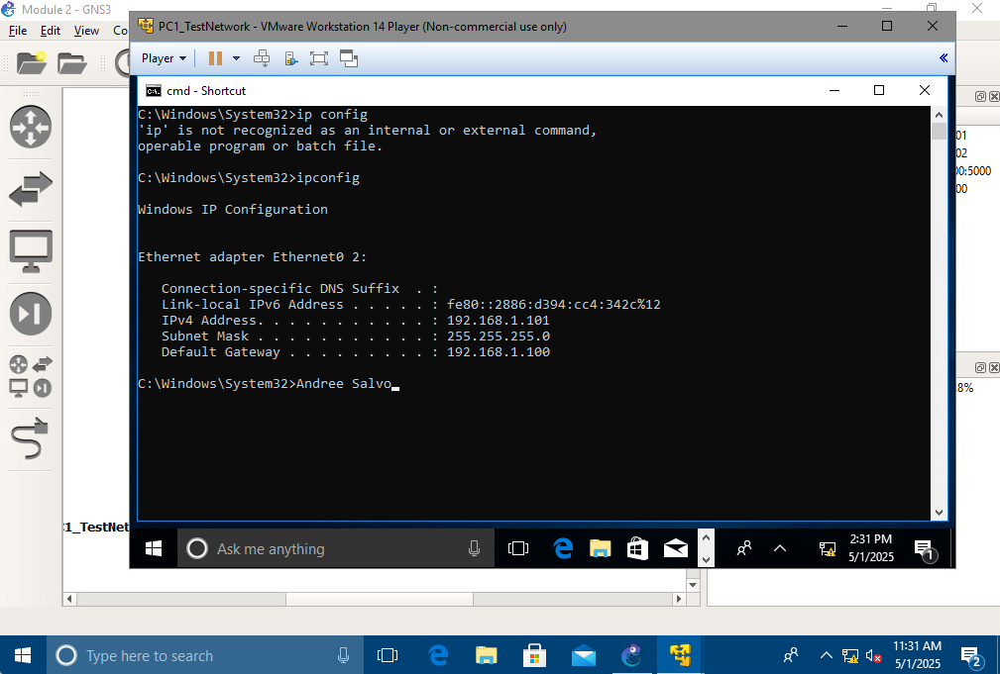 Module 2 - GNS3
File Edit View Co
PC1_TestNetwork - VMware Workstation 14 Player (Non-commercial use only)
Player
cmd - Shortcut
C:\Windows\System32>ip config
'ip' is not recognized as an internal or external command,
operable program or batch file.
C:\Windows\System32>ipconfig
Windows IP Configuration
Ethernet adapter Ethernet0 2:
Connection-specific DNS Suffix . :
Link-local IPv6 Address . . . . . : fe80::2886:d394:cc4:342c%12
IPv4 Address. . . . . . . . . . . : 192.168.1.101
Subnet Mask . . . . . . . . . . . : 255.255.255.0
Default Gateway . . . . . . . . . : 192.168.1.100
C:\Windows\System32>Andree Salvo
01
02
00:5000
00
.8%
C1_TestNet
Ask me anything
2:31 PM
5/1/2025
1
Type here to search
11:31 AM
5/1/2025
2